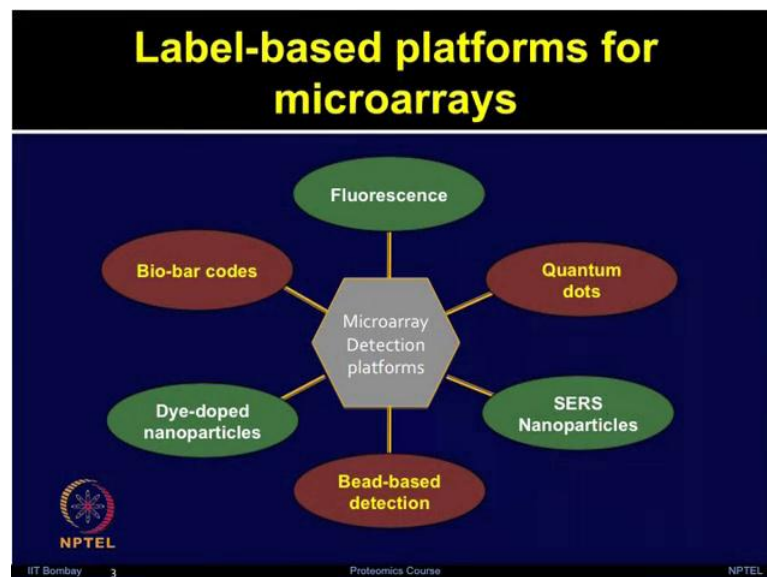 Label-based platforms for
microarrays
Fluorescence
Bio-bar codes
Quantum
dots
Microarray
Detection
platforms
Dye-doped
nanoparticles
SERS
Nanoparticles
Bead-based
detection
NPTEL
IIT Bombay
3
Proteomics Course
NPTEL